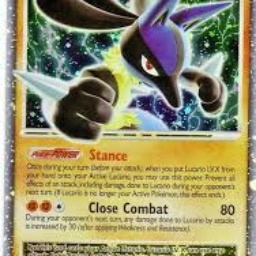 POKé-POWER Stance
Once during your turn (before your attack), when you put Lucario LV.X from
your hand onto your Active Lucario, you may use this power. Prevent all
effects of an attack, including damage, done to Lucario during your opponent's
next turn. (If Lucario is no longer your Active Pokémon, this effect ends.)
Close Combat 80
During your opponent's next turn, any damage done to Lucario by attacks
is increased by 30 (after applying Weakness and Resistance).